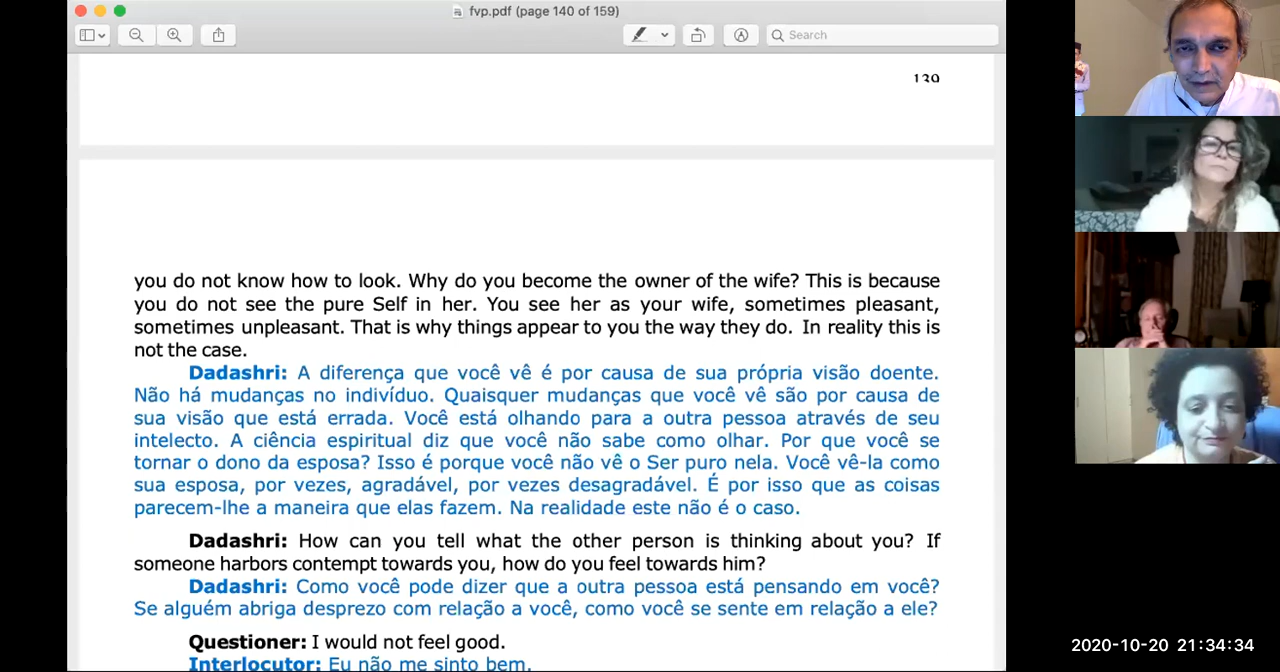 fvp.pdf (page 140 of 159)
Search
139
you do not know how to look. Why do you become the owner of the wife? This is because
you do not see the pure Self in her. You see her as your wife, sometimes pleasant,
sometimes unpleasant. That is why things appear to you the way they do. In reality this is
not the case.
Dadashri: A diferença que você vê é por causa de sua própria visão doente.
Não há mudanças no indivíduo. Quaisquer mudanças que você vê são por causa de
sua visão que está errada. Você está olhando para a outra pessoa através de seu
intelecto. A ciência espiritual diz que você não sabe como olhar. Por que você se
tornar o dono da esposa? Isso é porque você não vê o Ser puro nela. Você vê-la como
sua esposa, por vezes, agradável, por vezes desagradável. É por isso que as coisas
parecem-lhe a maneira que elas fazem. Na realidade este não é o caso.
Dadashri: How can you tell what the other person is thinking about you? If
someone harbors contempt towards you, how do you feel towards him?
Dadashri: Como você pode dizer que a outra pessoa está pensando em você?
Se alguém abriga desprezo com relação a você, como você se sente em relação a ele?
Questioner: I would not feel good.
Interlocutor: Eu não me sinto bem.
2020-10-20 21:34:34